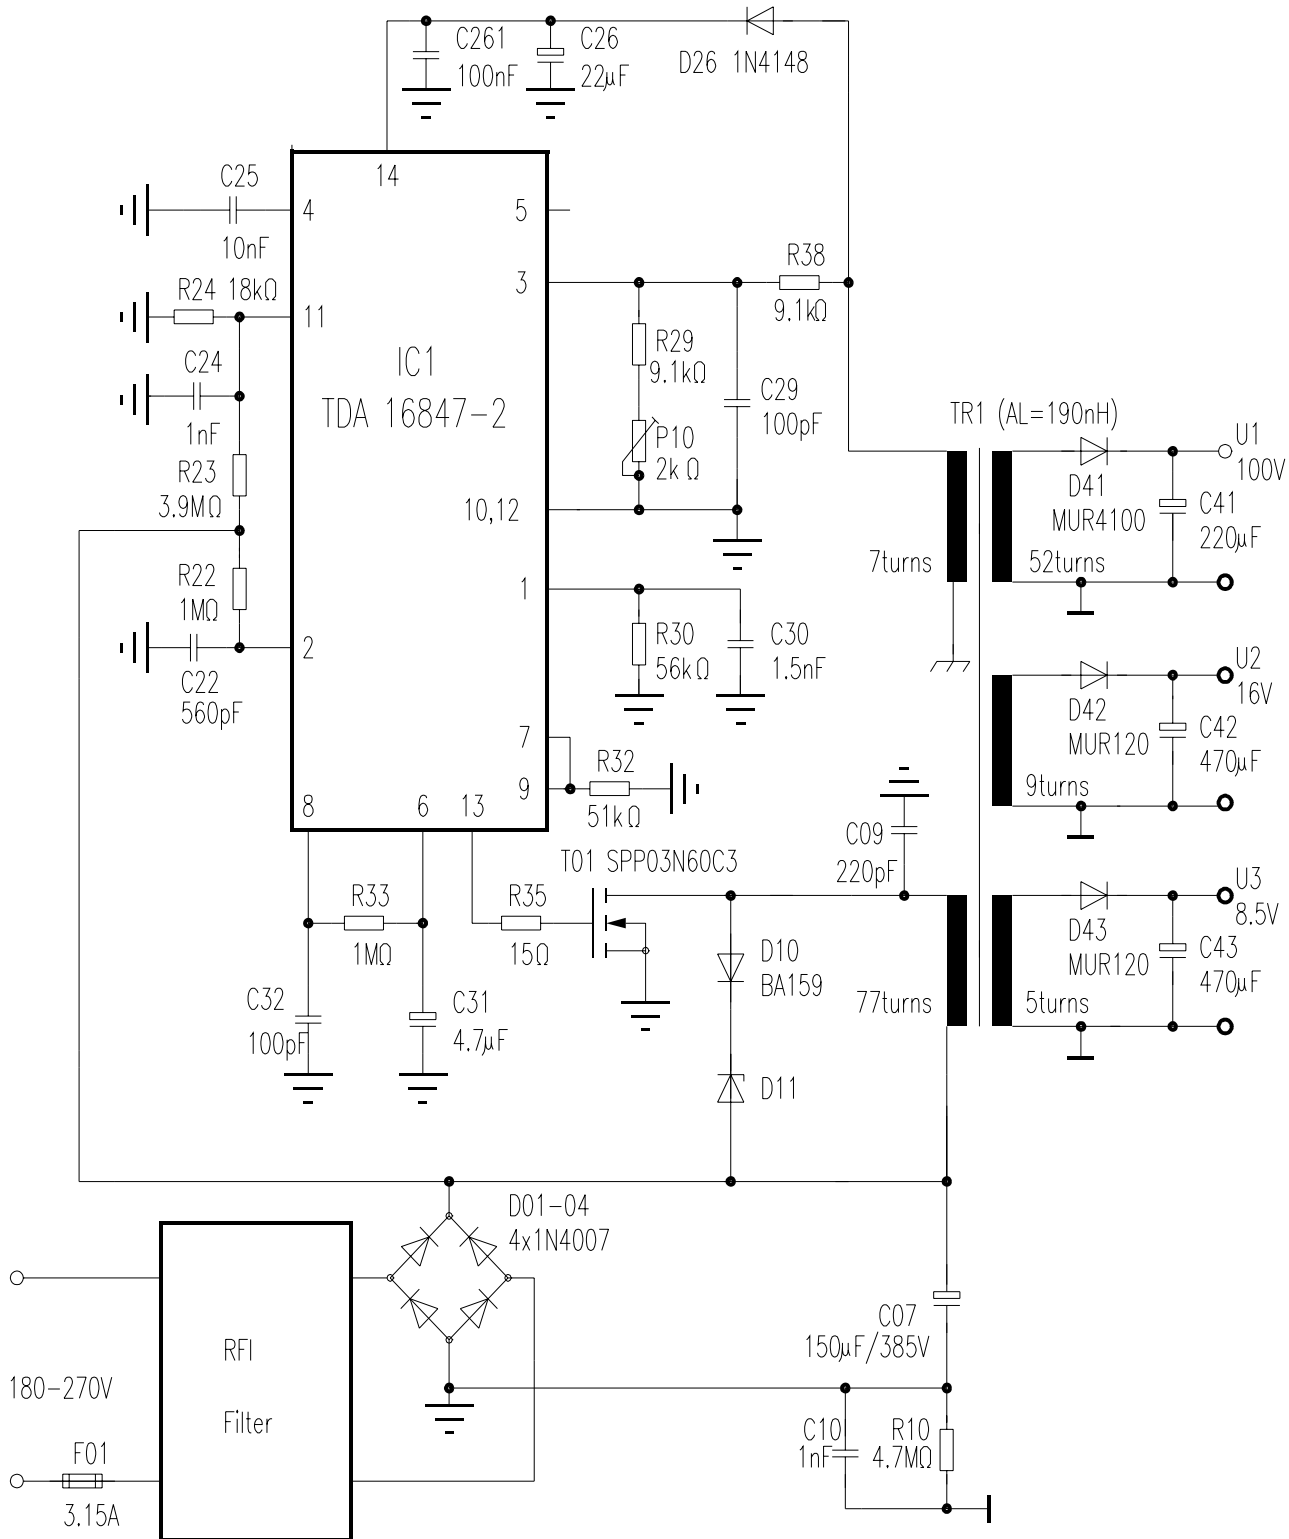 C261
100nF
C26
22µF
D26 1N4148
14
C25
10nF
4
5
R24 18kΩ
11
3
R38
9.1kΩ
C24
1nF
IC1
TDA 16847-2
R29
9.1kΩ
C29
100pF
P10
2kΩ
TR1 (AL=190nH)
U1
100V
D41
MUR4100
C41
220µF
R23
3.9MΩ
10,12
7turns
52turns
R22
1MΩ
1
R30
56kΩ
C30
1.5nF
2
C22
560pF
U2
16V
D42
MUR120
C42
470µF
7
9
R32
51kΩ
9turns
8
6
13
C09
220pF
T01 SPP03N60C3
R33
1MΩ
R35
15Ω
U3
8.5V
D43
MUR120
C43
470µF
D10
BA159
77turns
5turns
C32
100pF
C31
4.7µF
D11
D01-04
4x1N4007
C07
150µF/385V
RFI
Filter
180-270V
F01
3.15A
C10
1nF
R10
4.7MΩ